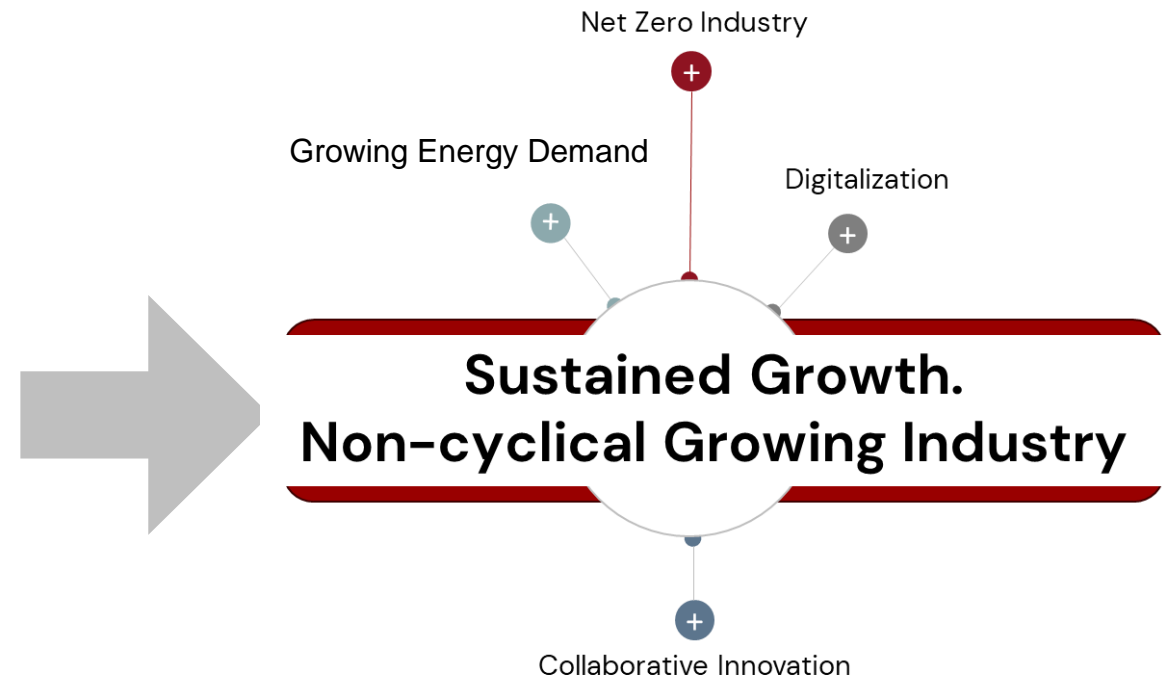 Net Zero Industry
Growing Energy Demand
Digitalization
Sustained Growth.
Non-cyclical Growing Industry
Collaborative Innovation